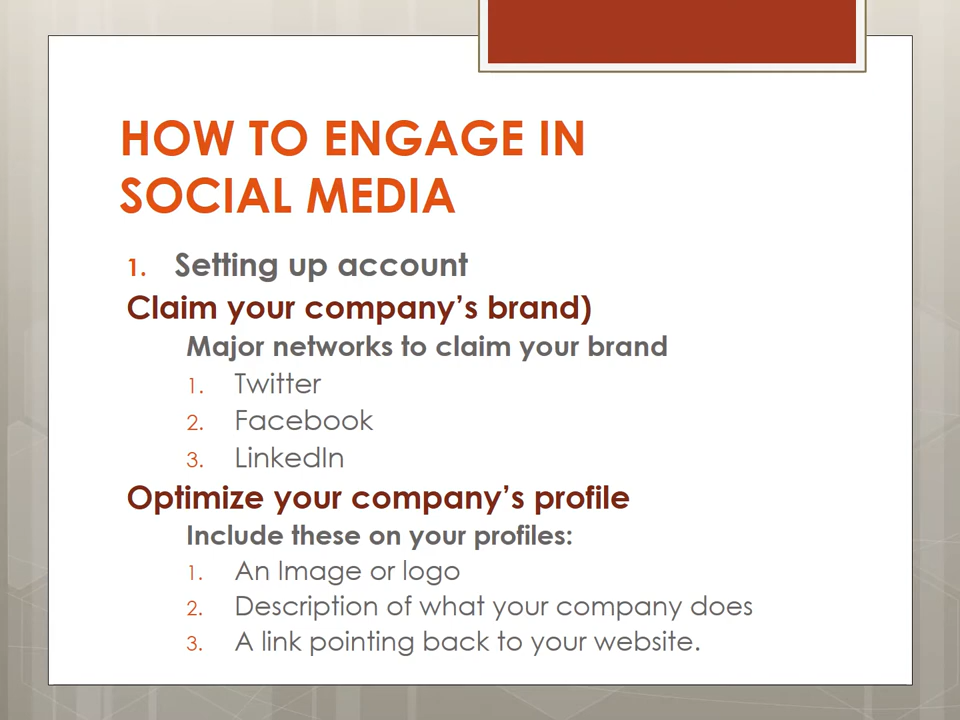 HOW TO ENGAGE IN
SOCIAL MEDIA
1. Setting up account
Claim your company's brand)
Major networks to claim your brand
1. Twitter
2. Facebook
3. LinkedIn
Optimize your company's profile
Include these on your profiles:
1. An Image or logo
2. Description of what your company does
3. A link pointing back to your website.